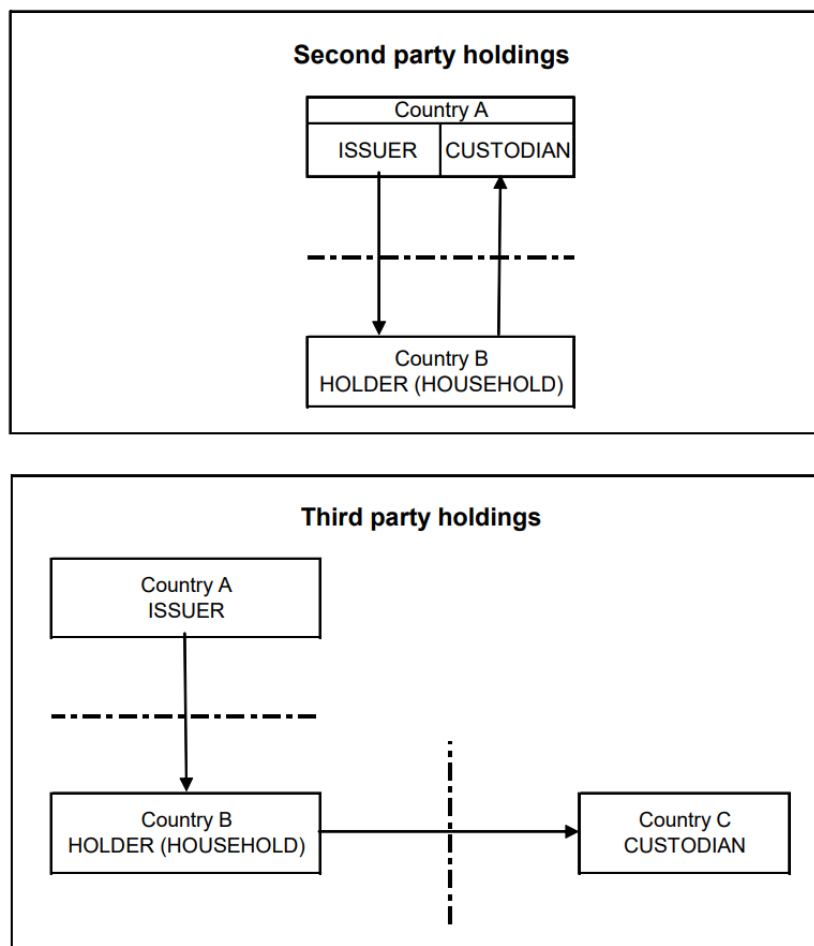 Second party holdings
Country A
ISSUER CUSTODIAN
Country B
HOLDER (HOUSEHOLD)
Third party holdings
Country A
ISSUER
Country B
HOLDER (HOUSEHOLD)
Country C
CUSTODIAN